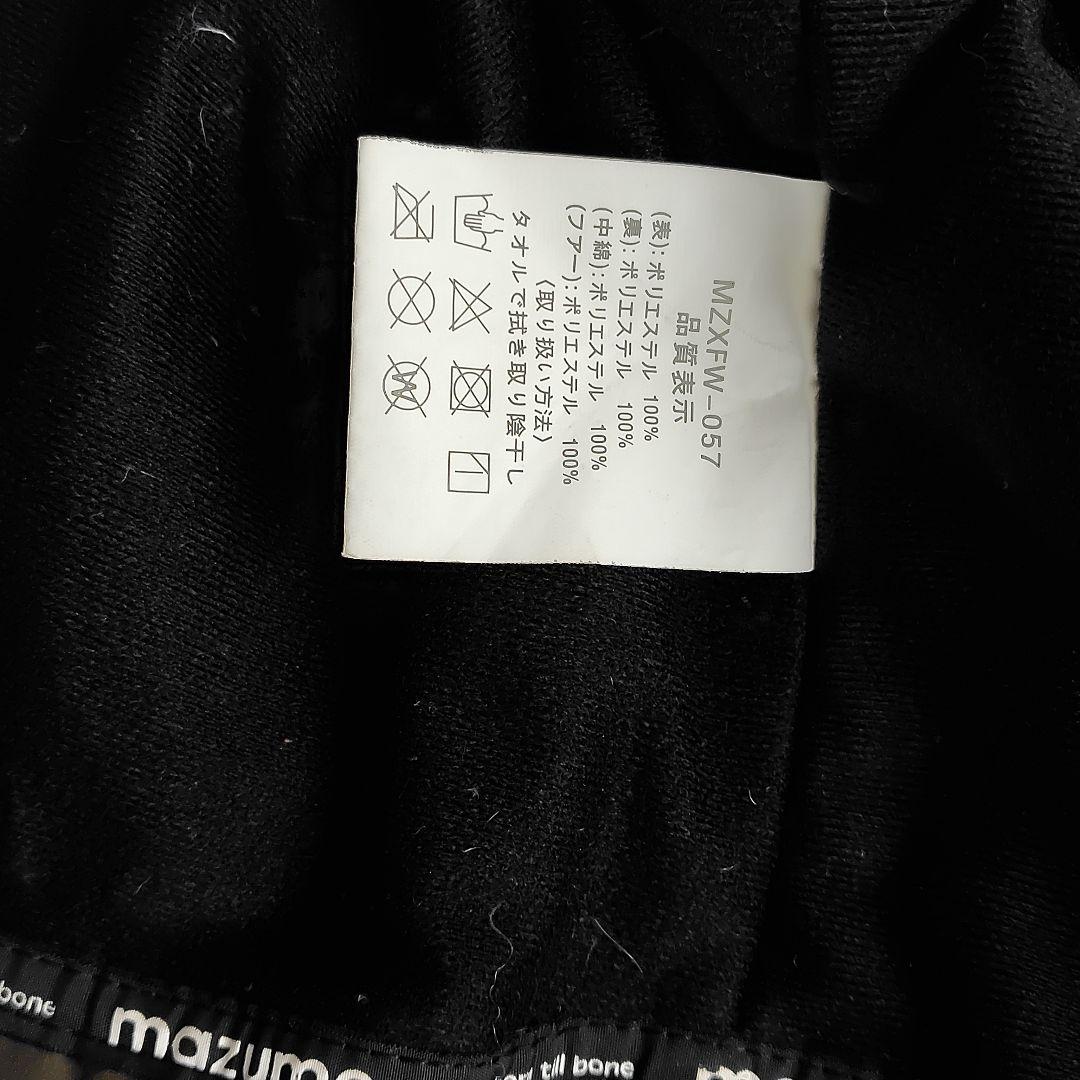 MZXFW-057
品質表示
(表):ポリエステル 100%
(裏):ポリエステル 100%
(中綿):ポリエステル 100%
(ファー):ポリエステル 100%
〈取り扱い方法〉
タオルで拭き取り陰干し
bone
till bone